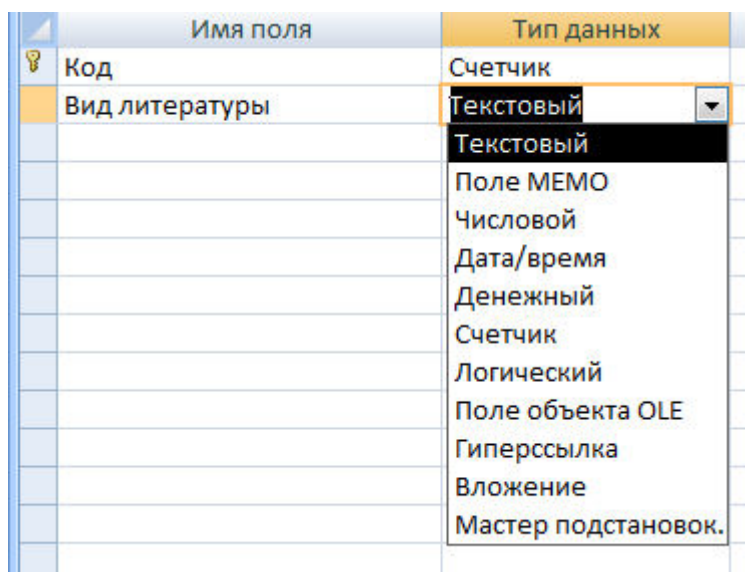 Имя поля Тип данных
Код Счетчик
Вид литературы Текстовый
Текстовый
Поле МЕМО
Числовой
Дата/время
Денежный
Счетчик
Логический
Поле объекта OLE
Гиперссылка
Вложение
Мастер подстановок.